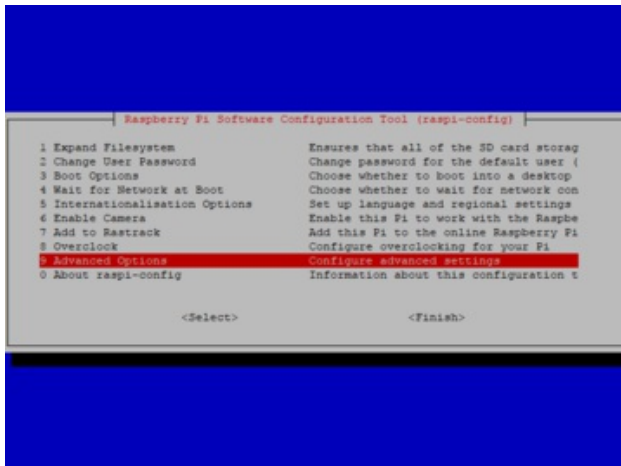 Raspberry Pi Software Configuration Tool (raspi-config)
1 Expand Filesystem Ensures that all of the SD card storag
2 Change User Password Change password for the default user (
3 Boot Options Choose whether to boot into a desktop
4 Wait for Network at Boot Choose whether to wait for network con
5 Internationalisation Options Set up language and regional settings
6 Enable Camera Enable this Pi to work with the Raspbe
7 Add to Rastrack Add this Pi to the online Raspberry Pi
8 Overclock Configure overclocking for your Pi
9 Advanced Options Configure advanced settings
0 About raspi-config Information about this configuration t
<Select> <Finish>